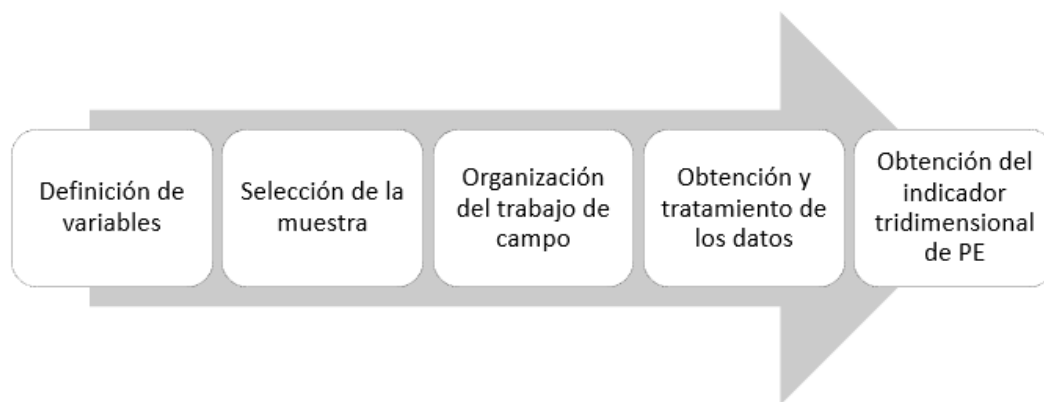 Definición de
variables
Selección de la
muestra
Organización
del trabajo de
campo
Obtención y
tratamiento de
los datos
Obtención del
indicador
tridimensional
de PE